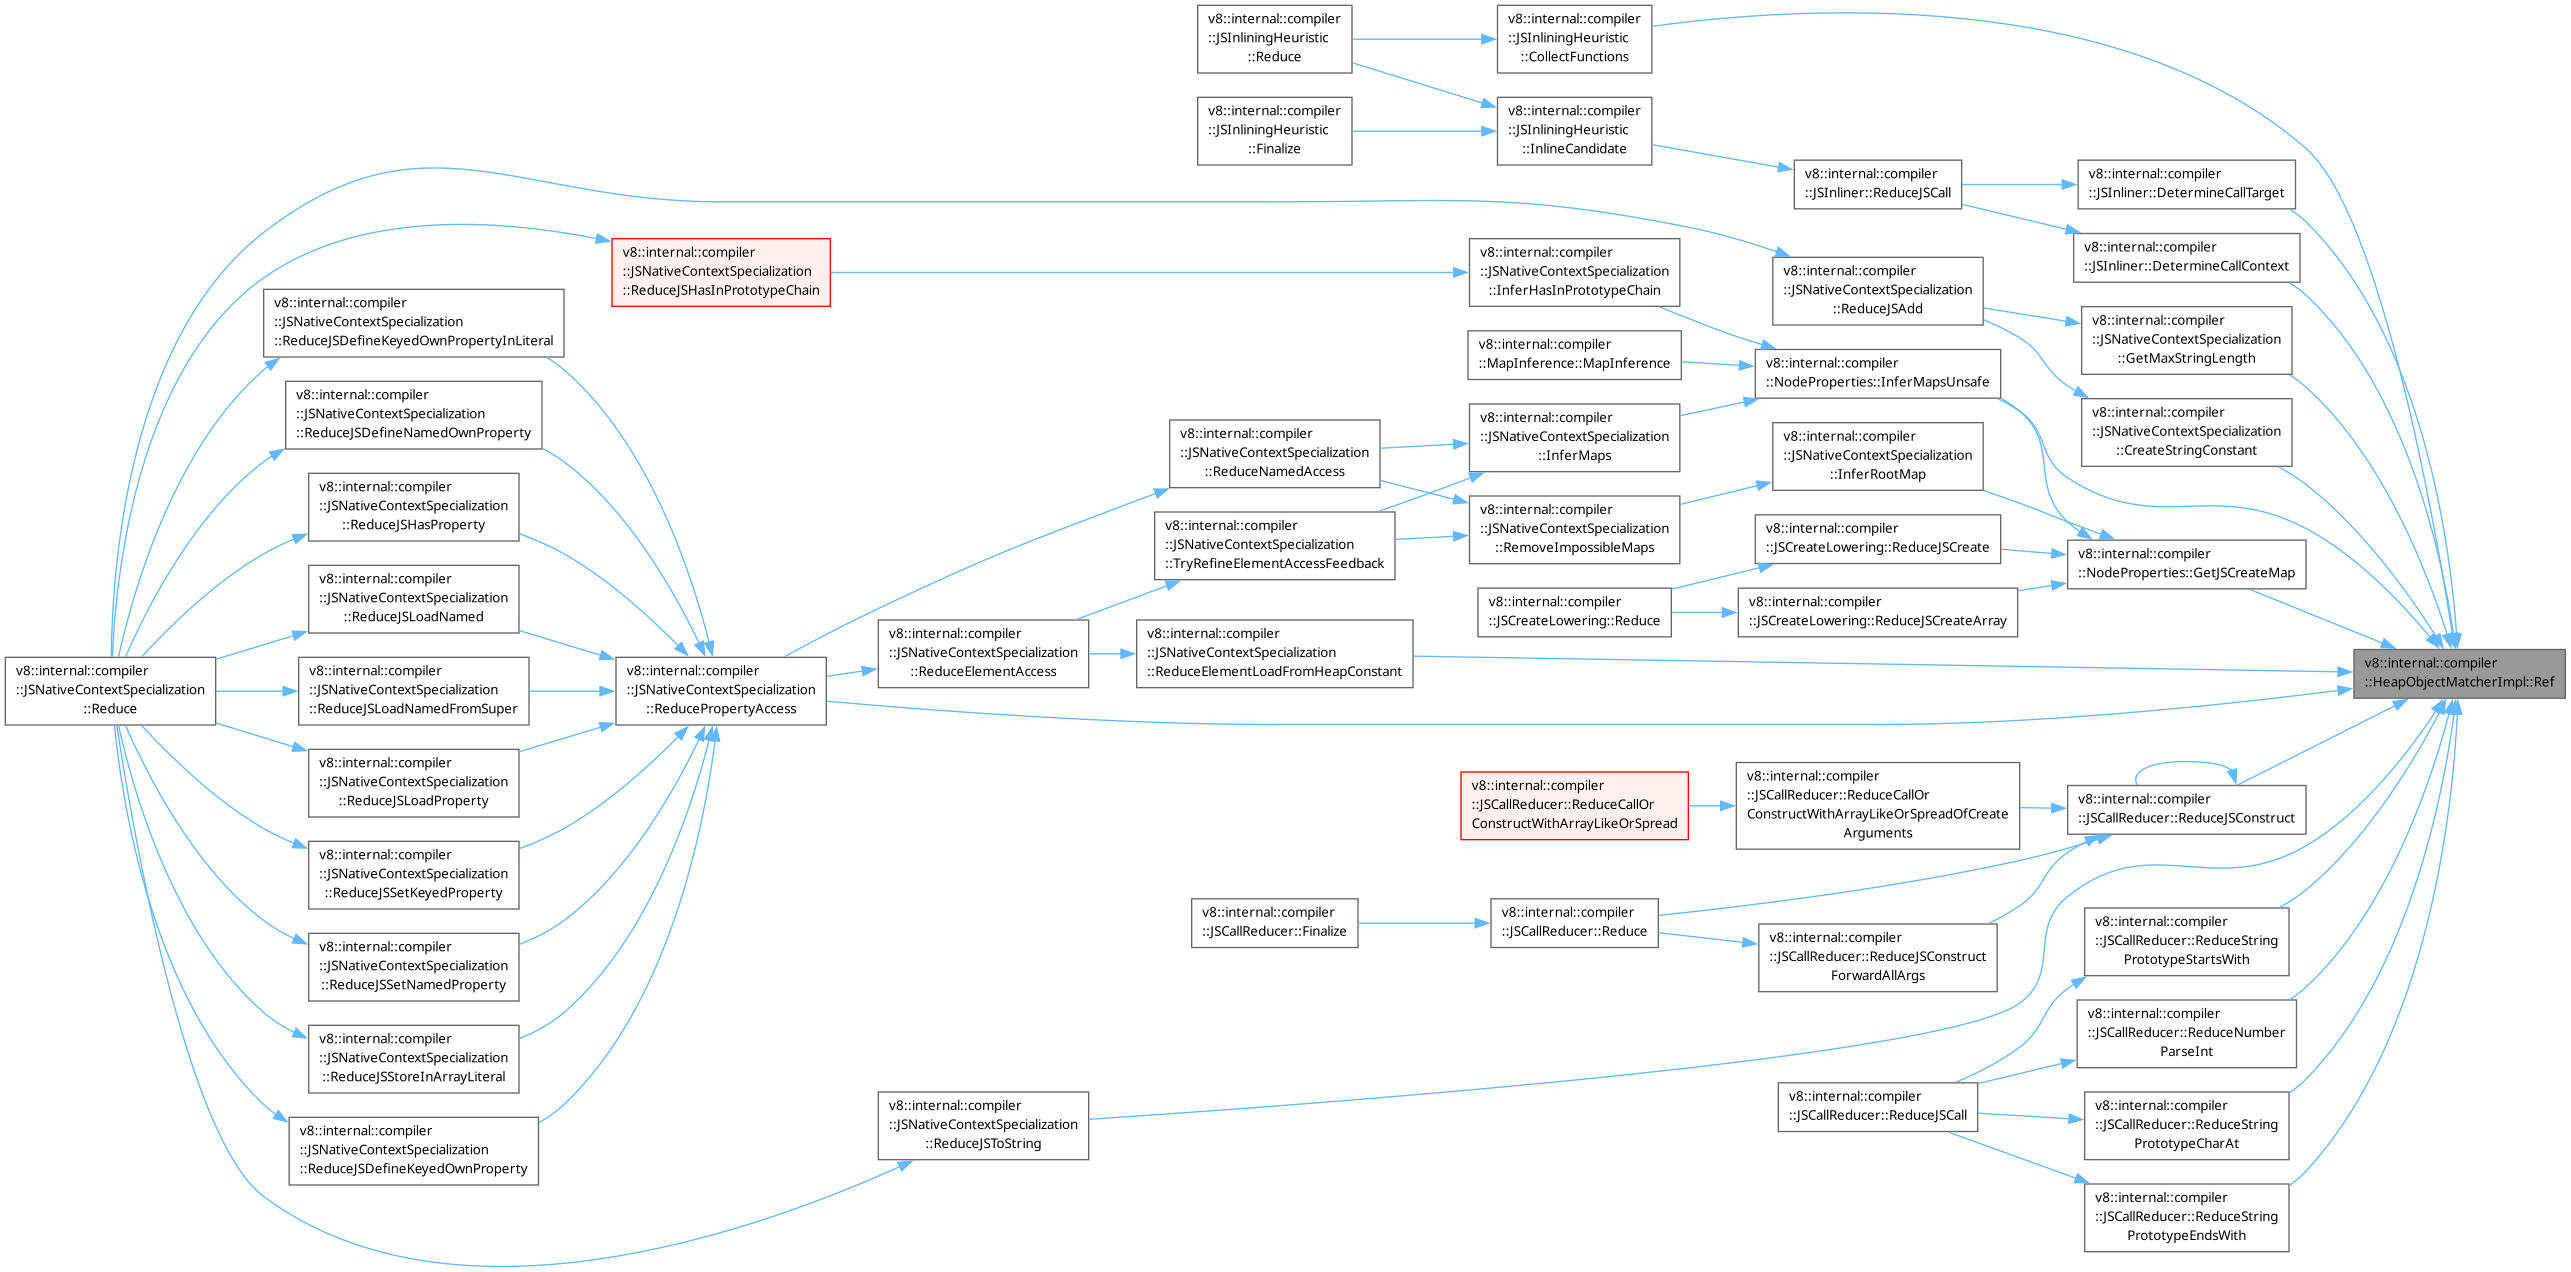 v8::internal::compiler
::JSInliningHeuristic
::Reduce
v8::internal::compiler
::JSInliningHeuristic
::CollectFunctions
v8::internal::compiler
::JSInliningHeuristic
::Finalize
v8::internal::compiler
::JSInliningHeuristic
::InlineCandidate
v8::internal::compiler
::JSInliner::ReduceJSCall
v8::internal::compiler
::JSInliner::DetermineCallTarget
v8::internal::compiler
::JSInliner::DetermineCallContext
v8::internal::compiler
::JSNativeContextSpecialization
::ReduceJSHasInPrototypeChain
v8::internal::compiler
::JSNativeContextSpecialization
::InferHasInPrototypeChain
v8::internal::compiler
::JSNativeContextSpecialization
::ReduceJSAdd
v8::internal::compiler
::JSNativeContextSpecialization
::GetMaxStringLength
v8::internal::compiler
::JSNativeContextSpecialization
::ReduceJSDefineKeyedOwnPropertyInLiteral
v8::internal::compiler
::MapInference::MapInference
v8::internal::compiler
::NodeProperties::InferMapsUnsafe
v8::internal::compiler
::JSNativeContextSpecialization
::CreateStringConstant
v8::internal::compiler
::JSNativeContextSpecialization
::ReduceJSDefineNamedOwnProperty
v8::internal::compiler
::JSNativeContextSpecialization
::ReduceNamedAccess
v8::internal::compiler
::JSNativeContextSpecialization
::InferMaps
v8::internal::compiler
::JSNativeContextSpecialization
::InferRootMap
v8::internal::compiler
::JSNativeContextSpecialization
::ReduceJSHasProperty
v8::internal::compiler
::JSNativeContextSpecialization
::TryRefineElementAccessFeedback
v8::internal::compiler
::JSNativeContextSpecialization
::RemoveImpossibleMaps
v8::internal::compiler
::JSCreateLowering::ReduceJSCreate
v8::internal::compiler
::NodeProperties::GetJSCreateMap
v8::internal::compiler
::JSNativeContextSpecialization
::ReduceJSLoadNamed
v8::internal::compiler
::JSCreateLowering::Reduce
v8::internal::compiler
::JSCreateLowering::ReduceJSCreateArray
v8::internal::compiler
::JSNativeContextSpecialization
::Reduce
v8::internal::compiler
::JSNativeContextSpecialization
::ReduceJSLoadNamedFromSuper
v8::internal::compiler
::JSNativeContextSpecialization
::ReducePropertyAccess
v8::internal::compiler
::JSNativeContextSpecialization
::ReduceElementAccess
v8::internal::compiler
::JSNativeContextSpecialization
::ReduceElementLoadFromHeapConstant
v8::internal::compiler
::HeapObjectMatcherImpl::Ref
v8::internal::compiler
::JSNativeContextSpecialization
::ReduceJSLoadProperty
v8::internal::compiler
::JSCallReducer::ReduceCallOr
ConstructWithArrayLikeOrSpread
v8::internal::compiler
::JSCallReducer::ReduceCallOr
ConstructWithArrayLikeOrSpreadOfCreate
Arguments
v8::internal::compiler
::JSCallReducer::ReduceJSConstruct
v8::internal::compiler
::JSNativeContextSpecialization
::ReduceJSSetKeyedProperty
v8::internal::compiler
::JSCallReducer::Finalize
v8::internal::compiler
::JSCallReducer::Reduce
v8::internal::compiler
::JSCallReducer::ReduceJSConstruct
ForwardAllArgs
v8::internal::compiler
::JSCallReducer::ReduceString
PrototypeStartsWith
v8::internal::compiler
::JSNativeContextSpecialization
::ReduceJSSetNamedProperty
v8::internal::compiler
::JSCallReducer::ReduceNumber
ParseInt
v8::internal::compiler
::JSNativeContextSpecialization
::ReduceJSStoreInArrayLiteral
v8::internal::compiler
::JSNativeContextSpecialization
::ReduceJSToString
v8::internal::compiler
::JSCallReducer::ReduceJSCall
v8::internal::compiler
::JSCallReducer::ReduceString
PrototypeCharAt
v8::internal::compiler
::JSNativeContextSpecialization
::ReduceJSDefineKeyedOwnProperty
v8::internal::compiler
::JSCallReducer::ReduceString
PrototypeEndsWith